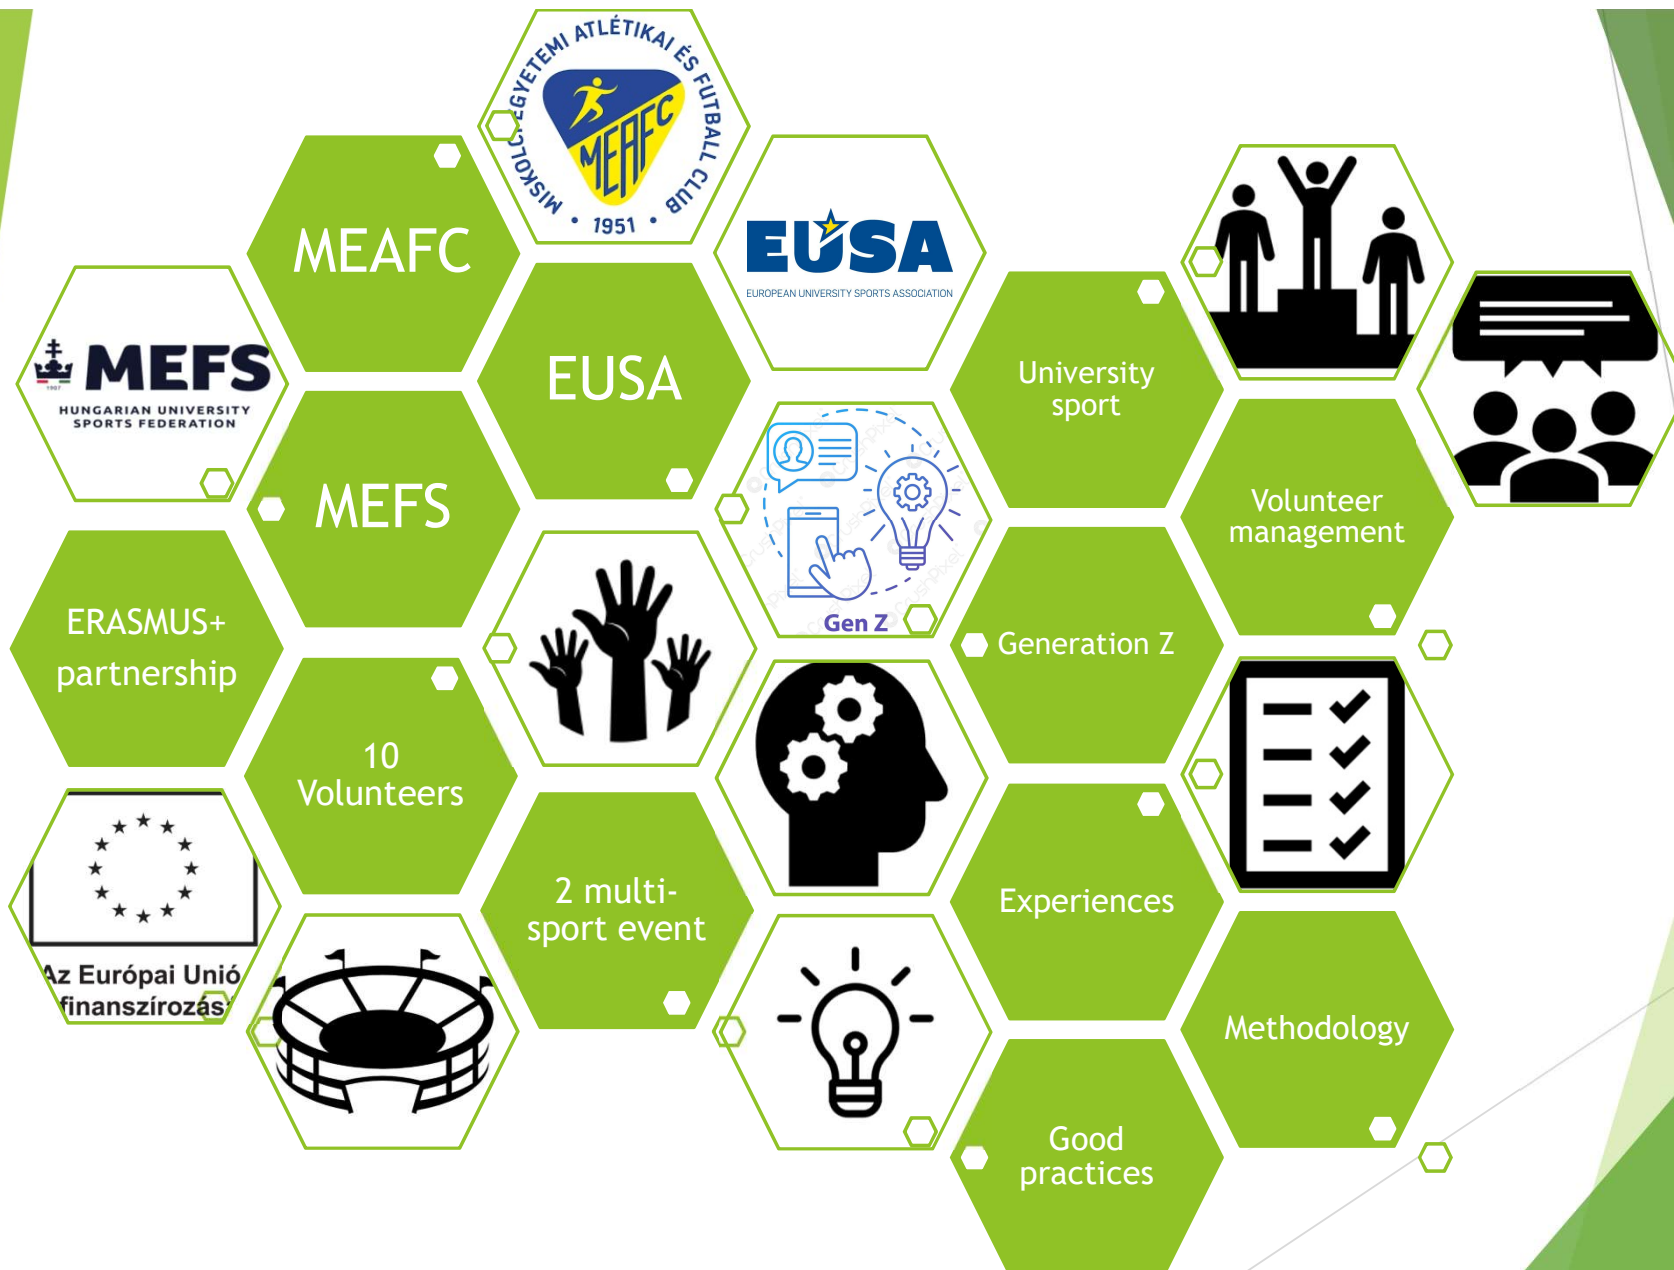 MISKOLCI EGYETEMI ATLÉTIKAI ÉS FUTBALL CLUB
MEAFC
• 1951 •
MEAFC
EUSA
EUROPEAN UNIVERSITY SPORTS ASSOCIATION
MEFS
1907
HUNGARIAN UNIVERSITY
SPORTS FEDERATION
EUSA
University
sport
MEFS
Volunteer
management
Gen Z
ERASMUS+
partnership
Generation Z
10
Volunteers
2 multi-
sport event
Experiences
Az Európai Unió
finanszírozás
Methodology
Good
practices